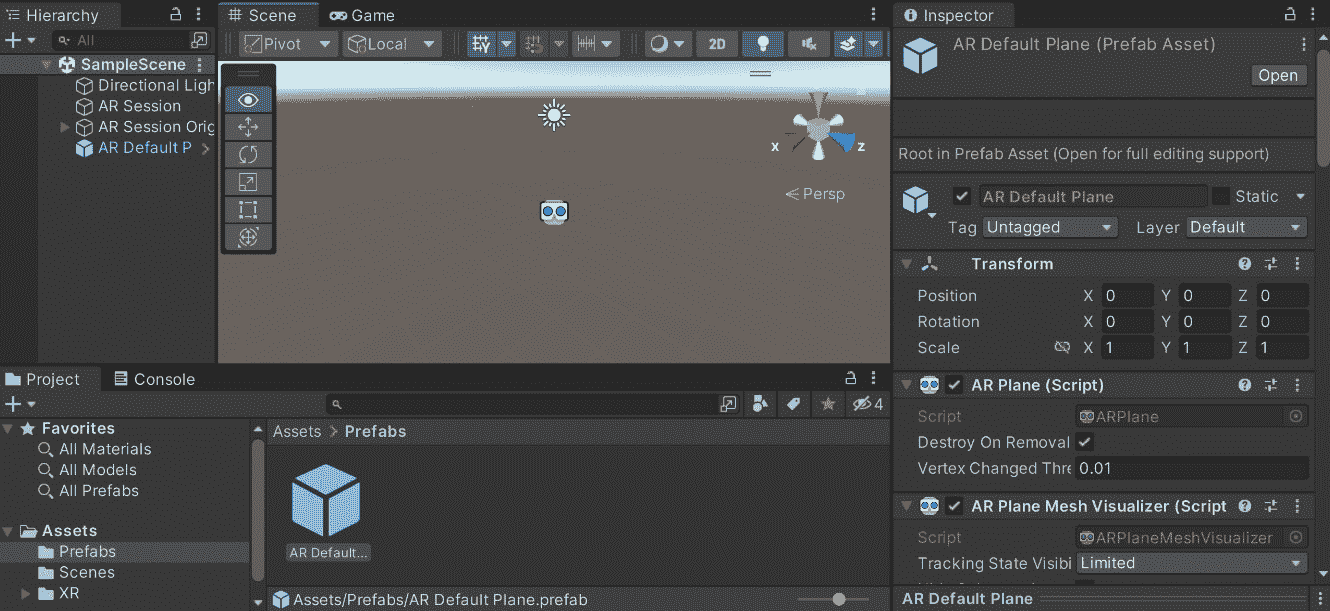 Hierarchy
All
SampleScene
Directional Ligh
AR Session
AR Session Orig
AR Default P
Scene
Game
Pivot
Local
2D
X
Z
Persp
Project
Console
4
Favorites
All Materials
All Models
All Prefabs
Assets
Prefabs
Scenes
XR
Assets > Prefabs
AR Default...
Assets/Prefabs/AR Default Plane.prefab
Inspector
AR Default Plane (Prefab Asset)
Open
Root in Prefab Asset (Open for full editing support)
AR Default Plane
Static
Tag Untagged Layer Default
Transform
Position X 0 Y 0 Z 0
Rotation X 0 Y 0 Z 0
Scale X 1 Y 1 Z 1
AR Plane (Script)
Script ARPlane
Destroy On Removal
Vertex Changed Thre 0.01
AR Plane Mesh Visualizer (Script
Script ARPlaneMeshVisualizer
Tracking State Visibi Limited
AR Default Plane